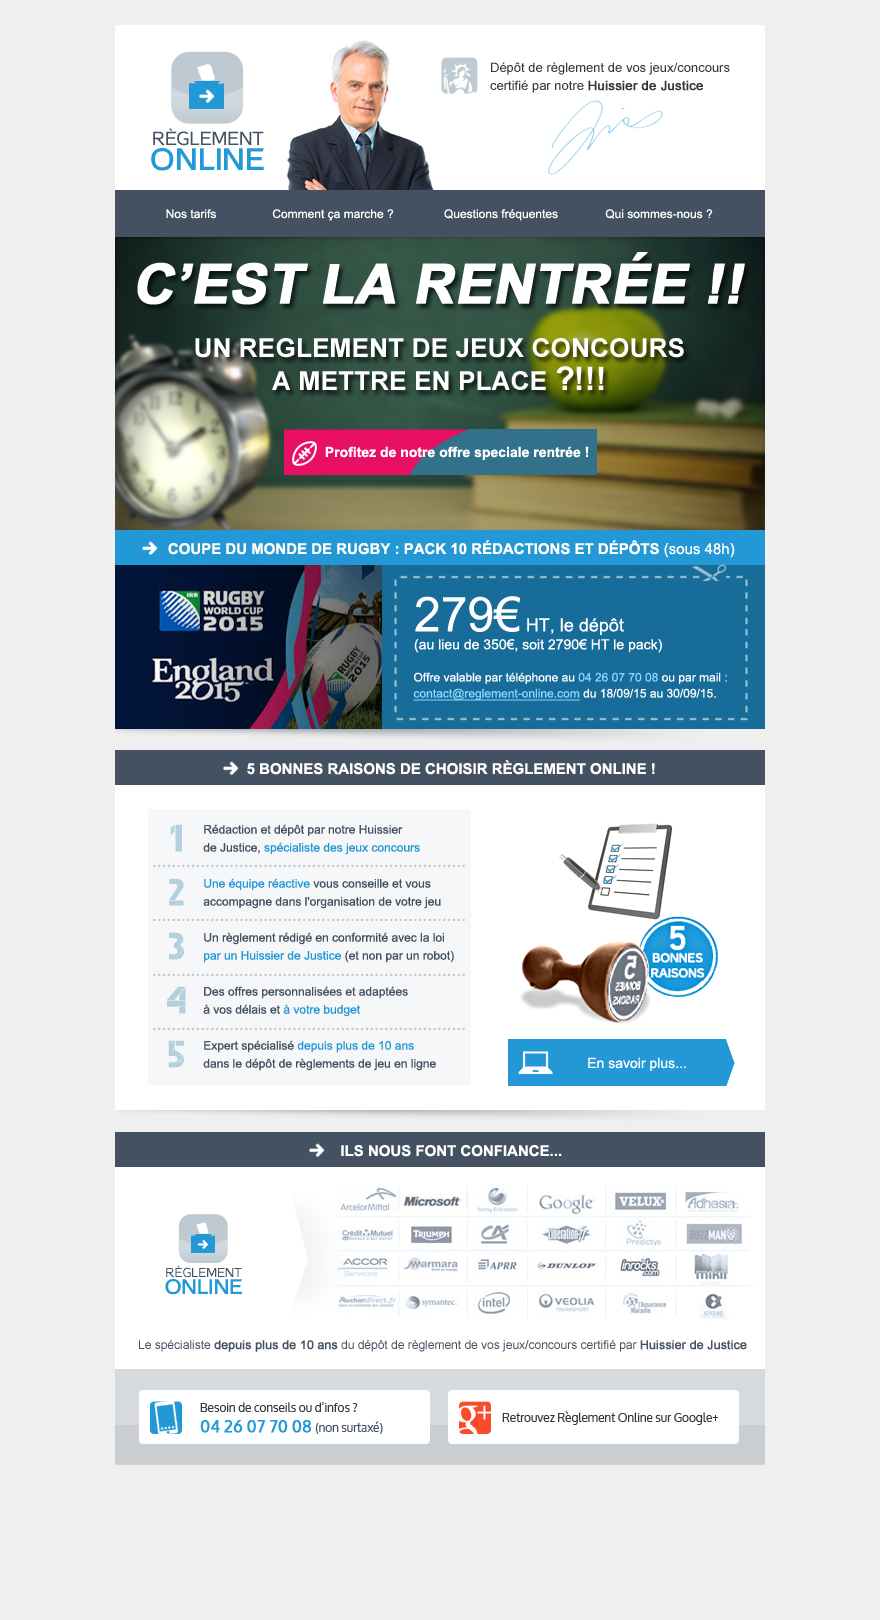 RÈGLEMENT
ONLINE
Dépôt de règlement de vos jeux/concours
certifié par notre Huissier de Justice
Nos tarifs
Comment ça marche ?
Questions fréquentes
Qui sommes-nous ?
C'EST LA RENTRÉE !!
UN REGLEMENT DE JEUX CONCOURS
A METTRE EN PLACE ?!!!
Profitez de notre offre speciale rentrée !
COUPE DU MONDE DE RUGBY : PACK 10 RÉDACTIONS ET DÉPÔTS (sous 48h)
IRB
RUGBY
WORLD CUP
2015
England
2015
RUGBY
WORLD CUP
2015
279€ HT, le dépôt
(au lieu de 350€, soit 2790€ HT le pack)
Offre valable par téléphone au 04 26 07 70 08 ou par mail :
contact@reglement-online.com du 18/09/15 au 30/09/15.
5 BONNES RAISONS DE CHOISIR RÈGLEMENT ONLINE !
1
Rédaction et dépôt par notre Huissier
de Justice, spécialiste des jeux concours
2
Une équipe réactive vous conseille et vous
accompagne dans l'organisation de votre jeu
3
Un règlement rédigé en conformité avec la loi
par un Huissier de Justice (et non par un robot)
4
Des offres personnalisées et adaptées
à vos délais et à votre budget
5
Expert spécialisé depuis plus de 10 ans
dans le dépôt de règlements de jeu en ligne
5
BONNES
RAISONS
5
BONNES
RAISONS
En savoir plus...
ILS NOUS FONT CONFIANCE...
RÈGLEMENT
ONLINE
ArcelorMittal
Microsoft
Sony Ericsson
Google
VELUX
Adhesia
Crédit Mutuel
TRIUMPH
CA
Libération.fr
Prédictys
BUZZMAN
ACCOR
Services
Marmara
APRR
DUNLOP
inrocks
.com
Auchandirect.fr
symantec.
intel
VEOLIA
TRANSPORT
l'Assurance
Maladie
Le spécialiste depuis plus de 10 ans du dépôt de règlement de vos jeux/concours certifié par Huissier de Justice
Besoin de conseils ou d'infos ?
04 26 07 70 08 (non surtaxé)
g+
Retrouvez Règlement Online sur Google+